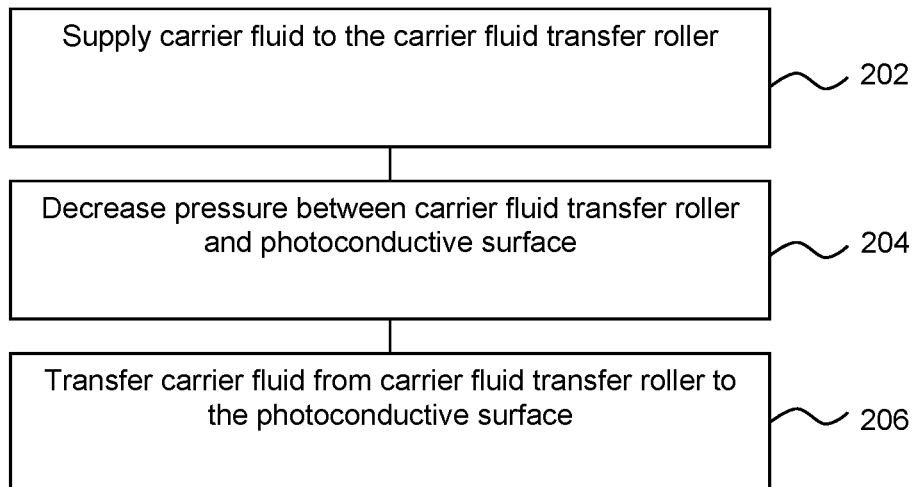 Supply carrier fluid to the carrier fluid transfer roller
202
Decrease pressure between carrier fluid transfer roller
and photoconductive surface
204
Transfer carrier fluid from carrier fluid transfer roller to
the photoconductive surface
206